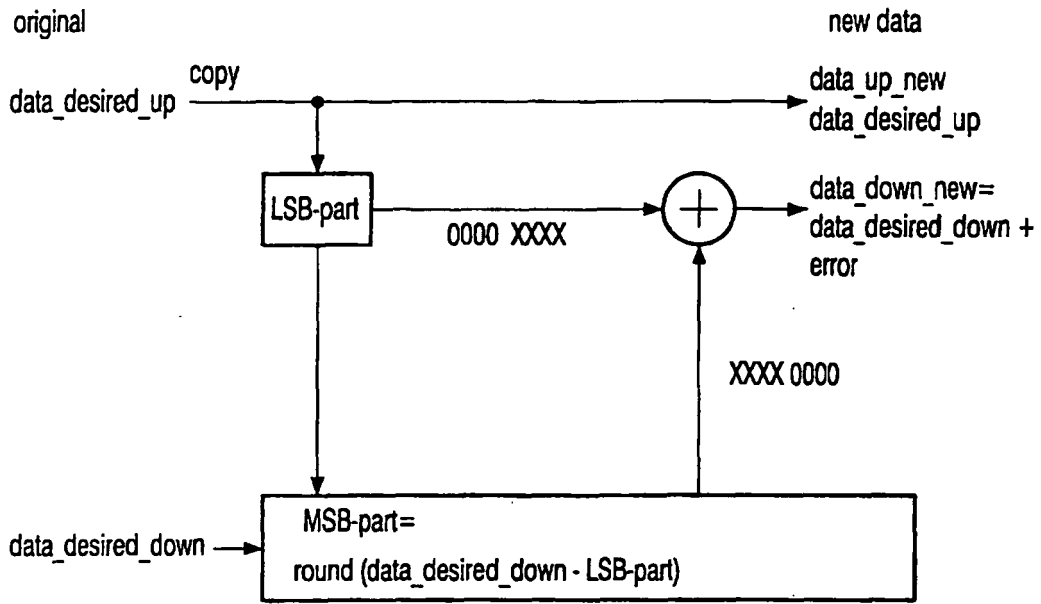 original
new data
copy
data_desired_up
data_up_new
data_desired_up
LSB-part
0000 XXXX
data_down_new=
data_desired_down +
error
XXXX 0000
MSB-part=
data_desired_down
round (data_desired_down - LSB-part)